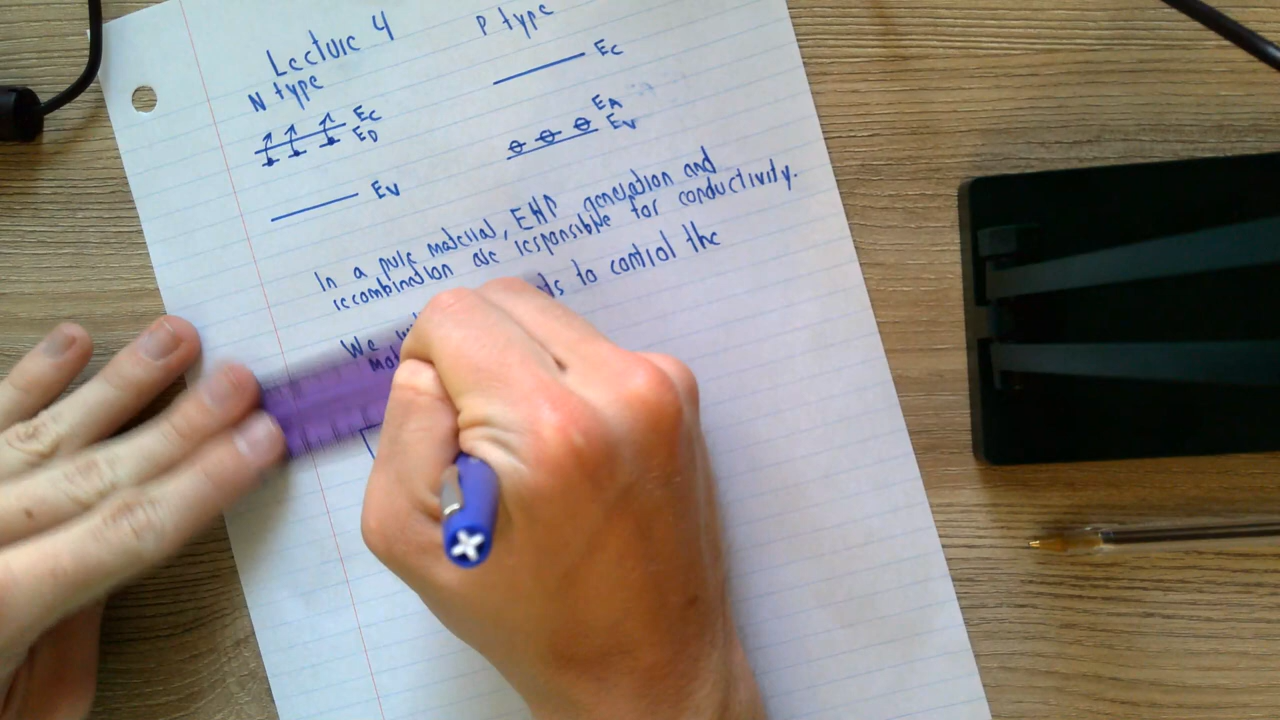 Lecture 4
N type
P type
Ec
ED
Ev
Ec
EA
Ev
In a pure material, EHP generation and
recombination are responsible for conductivity.
We to control the